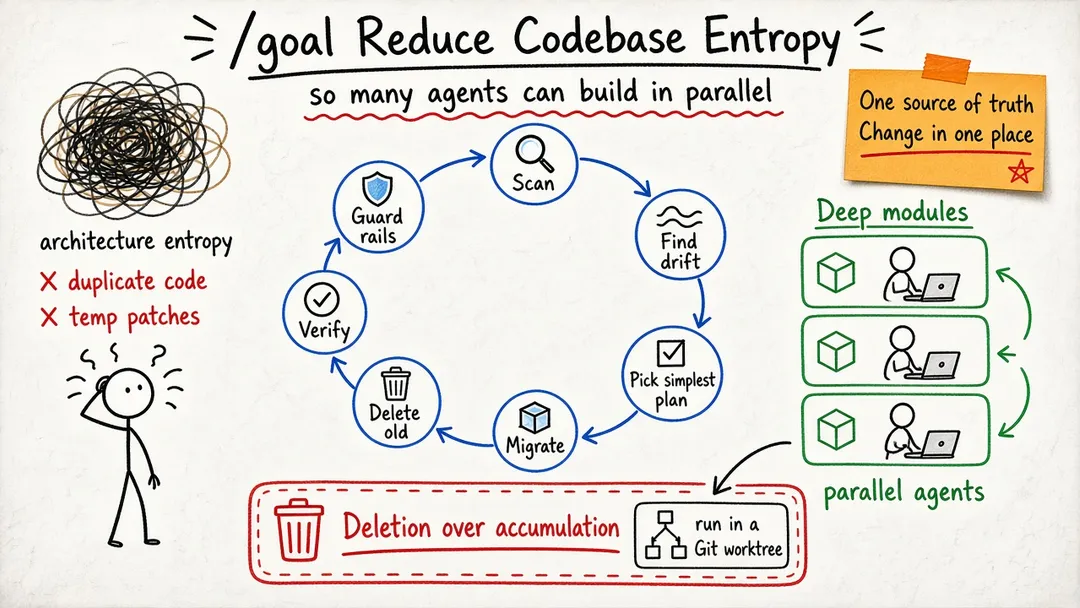 /goal Reduce Codebase Entropy
so many agents can build in parallel
One source of truth
Change in one place
architecture entropy
X duplicate code
X temp patches
? 
Scan
Find
drift
Pick simplest
plan
Migrate
Delete
old
Verify
Guard
rails
Deep modules
parallel agents
Deletion over accumulation
run in a
Git worktree